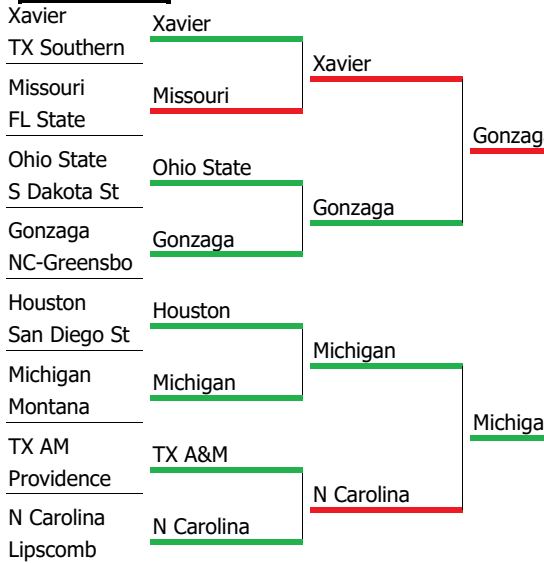 Xavier
TX Southern
Missouri
FL State
Ohio State
S Dakota St
Gonzaga
NC-Greensbo
Houston
San Diego St
Michigan
Montana
TX AM
Providence
N Carolina
Lipscomb
Xavier
Missouri
Ohio State
Gonzaga
Houston
Michigan
TX A&M
N Carolina
Xavier
Gonzaga
Michigan
N Carolina
Gonzag
Michiga